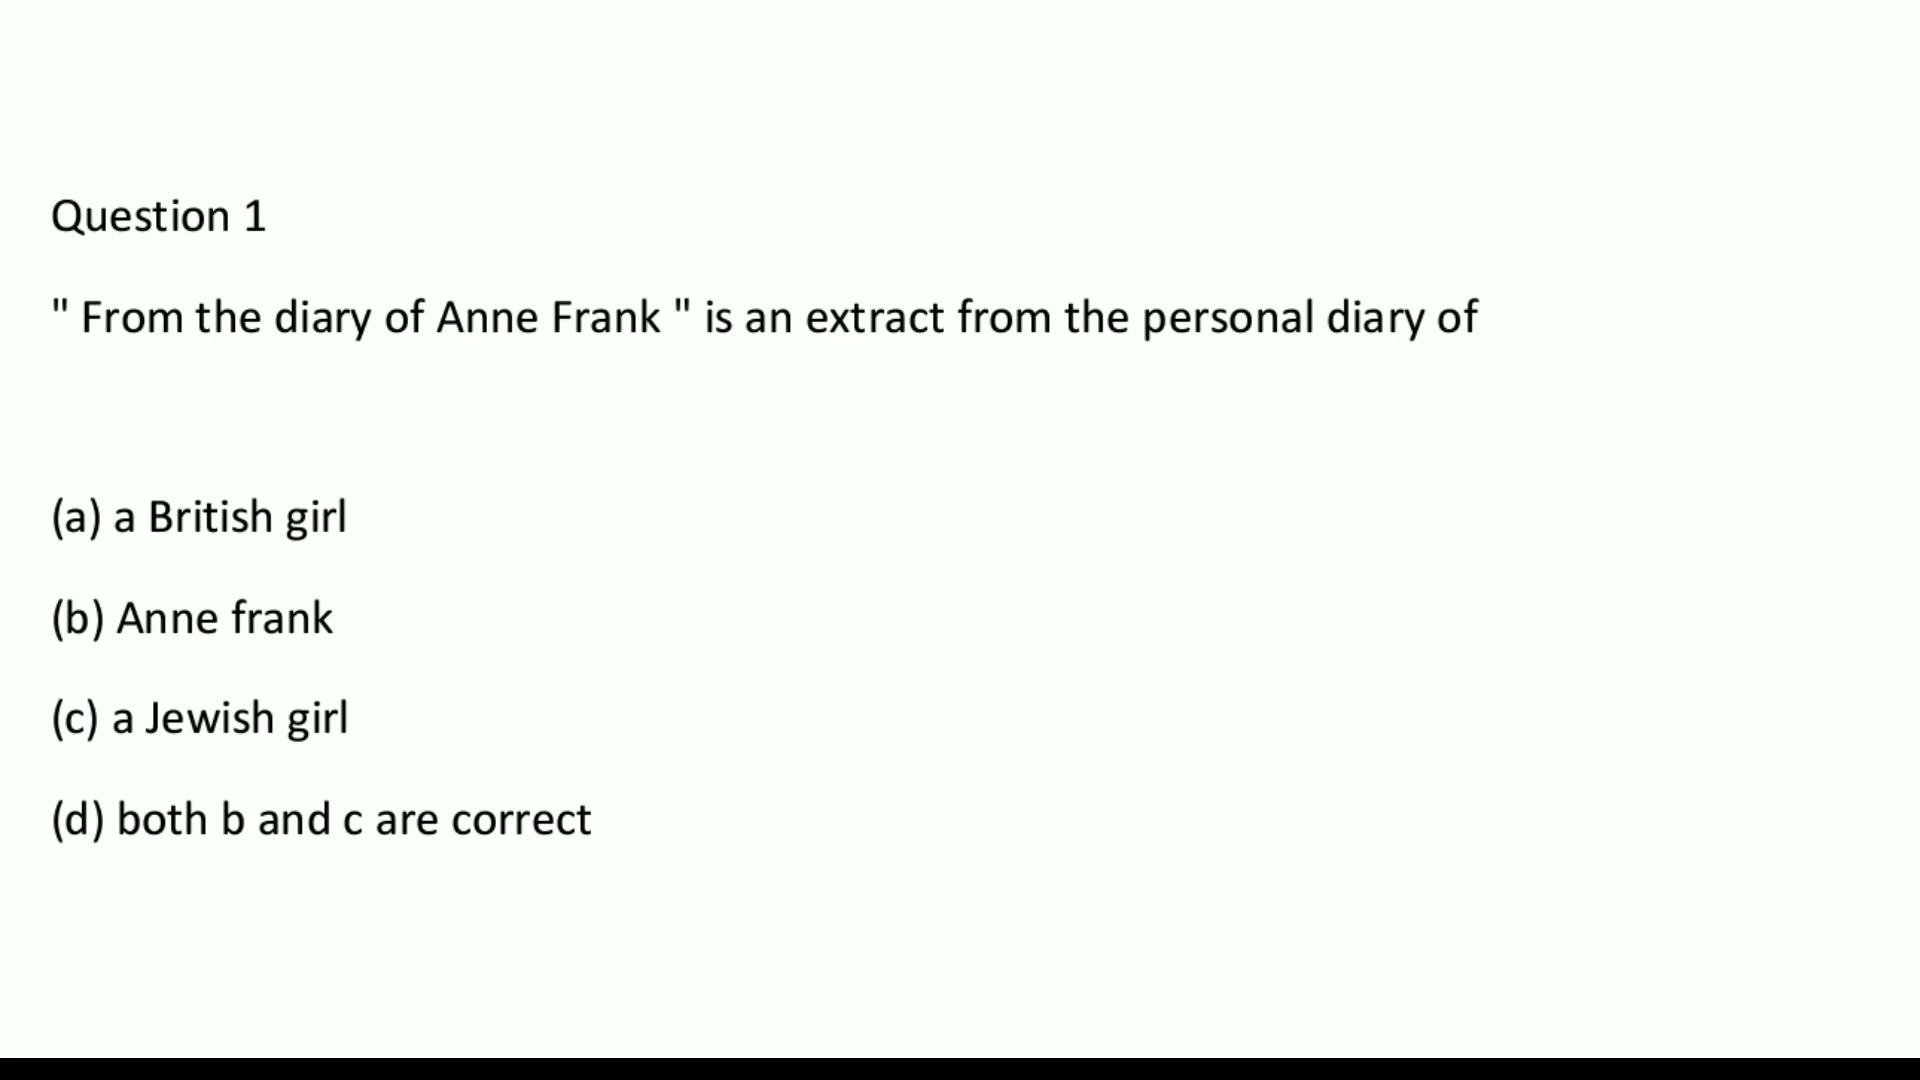 Question 1
" From the diary of Anne Frank " is an extract from the personal diary of
(a) a British girl
(b) Anne frank
(c) a Jewish girl
(d) both b and c are correct